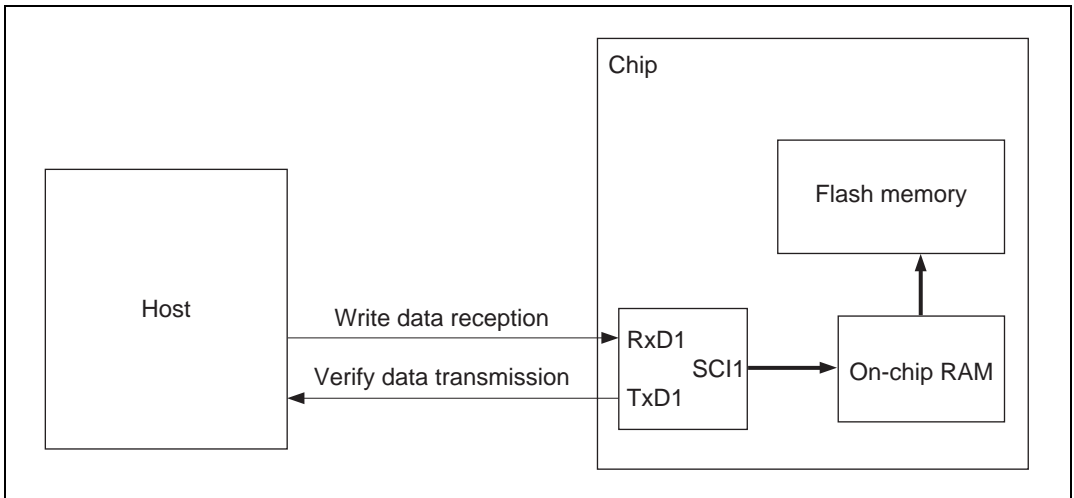 Chip
Flash memory
Host
Write data reception
RxD1
SCI1
On-chip RAM
Verify data transmission
TxD1